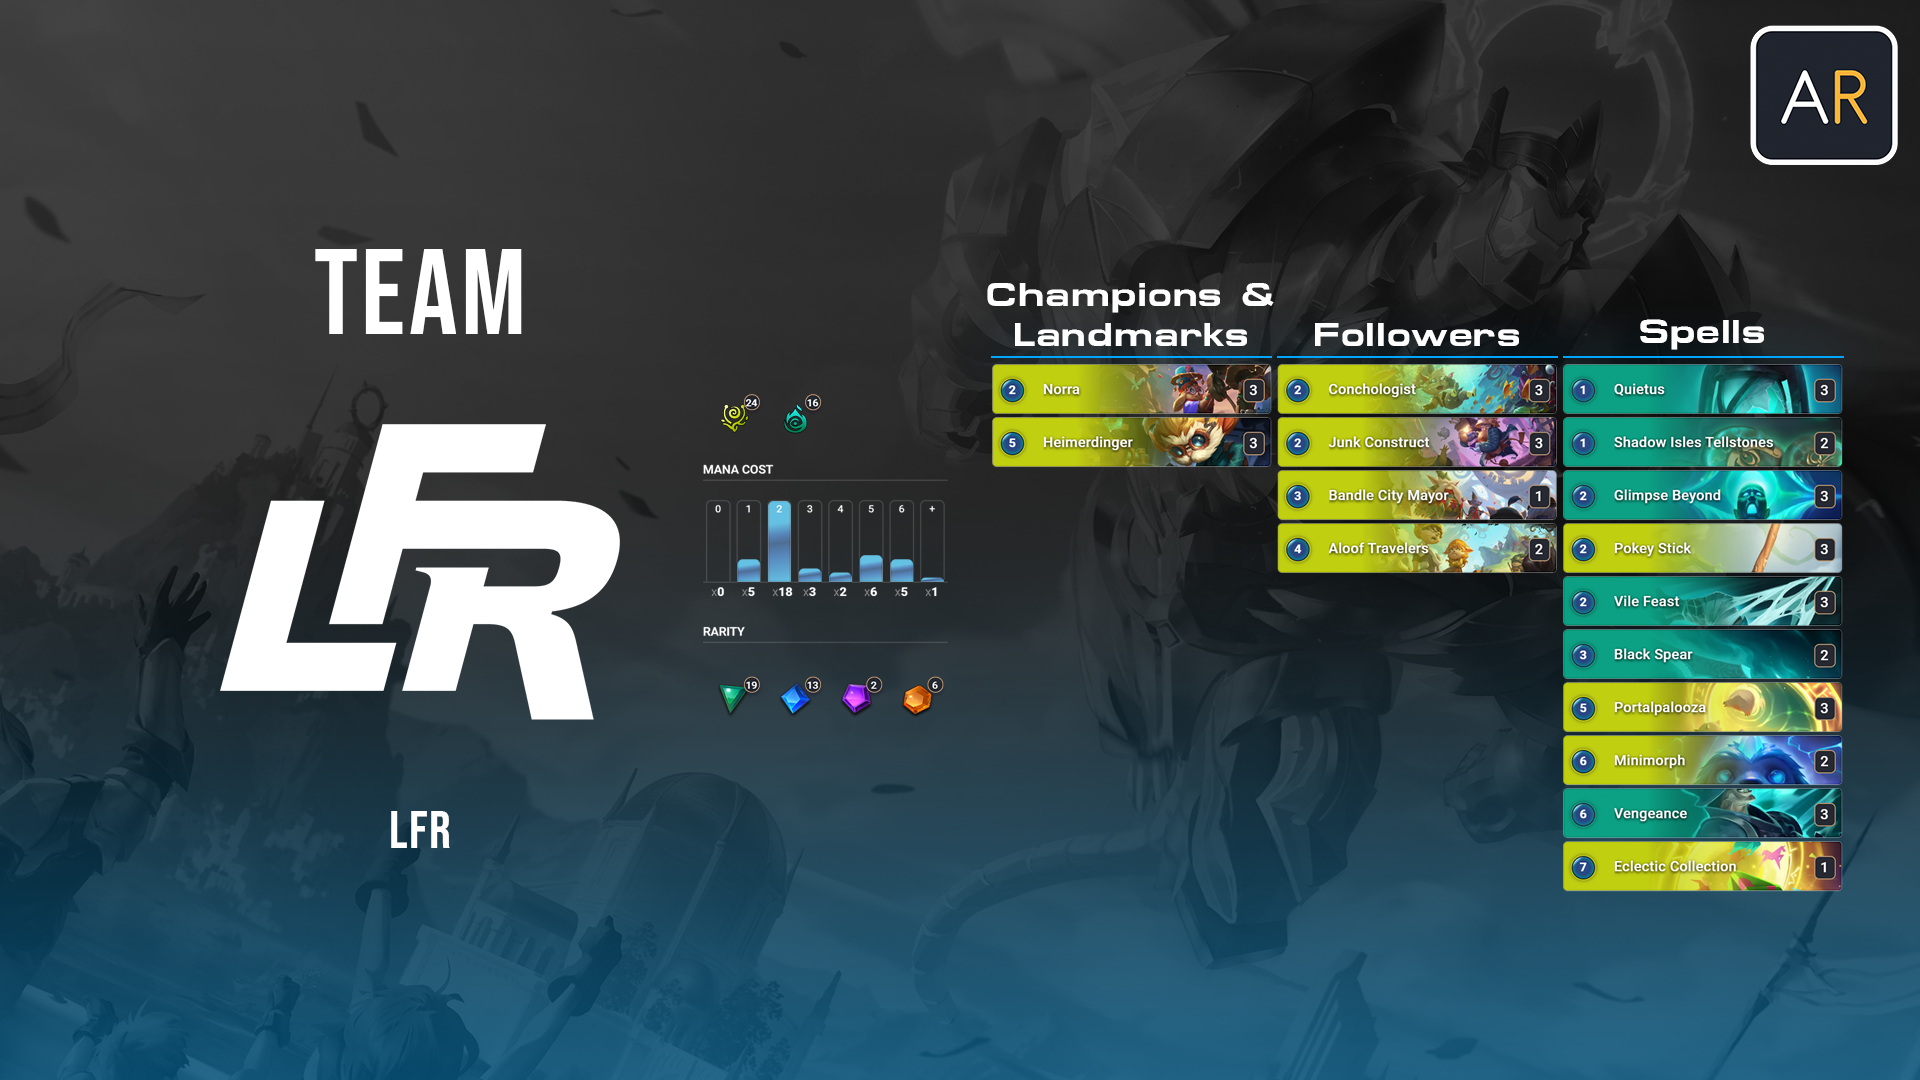 AR
TEAM
LFR
LFR
24 16
MANA COST
0 1 2 3 4 5 6 +
x0 x5 x18 x3 x2 x6 x5 x1
RARITY
19 13 2 6
Champions &
Landmarks
2 Norra 3
5 Heimerdinger 3
Followers
2 Conchologist 3
2 Junk Construct 3
3 Bandle City Mayor 1
4 Aloof Travelers 2
Spells
1 Quietus 3
1 Shadow Isles Tellstones 2
2 Glimpse Beyond 3
2 Pokey Stick 3
2 Vile Feast 3
3 Black Spear 2
5 Portalpalooza 3
6 Minimorph 2
6 Vengeance 3
7 Eclectic Collection 1